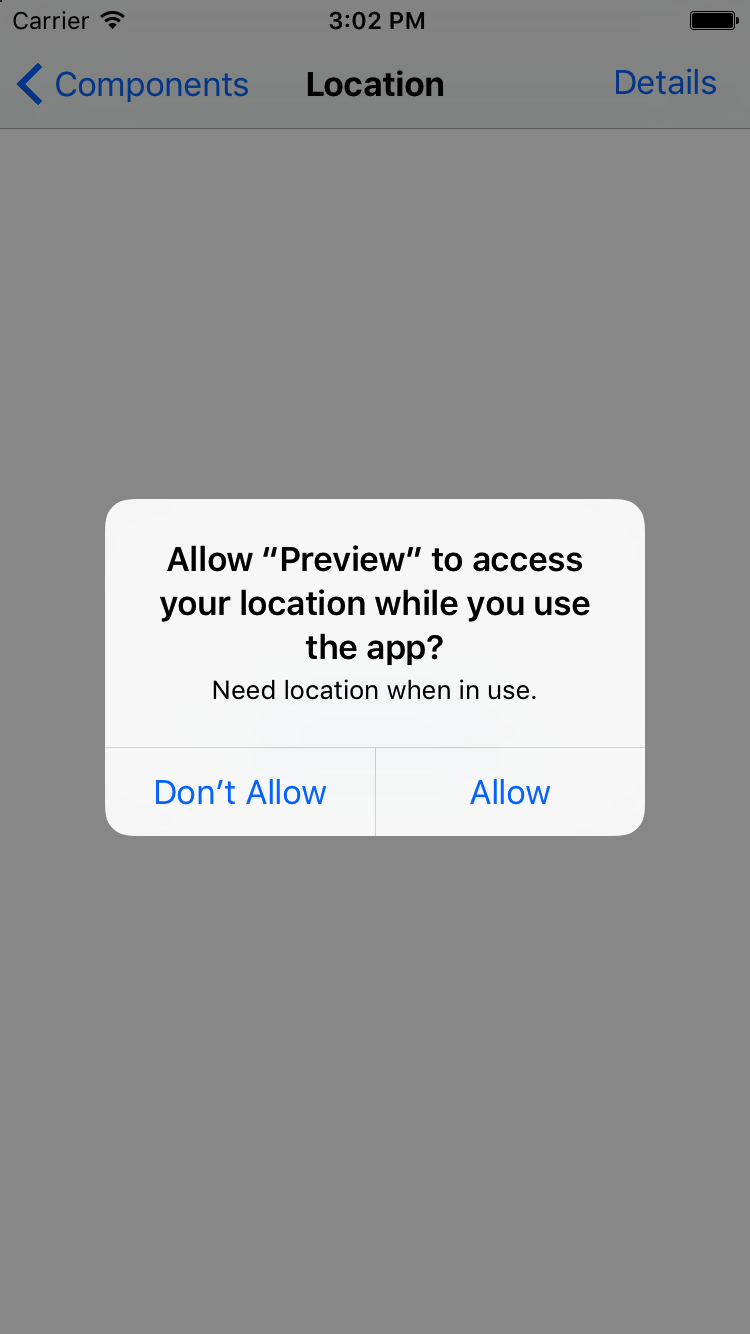 Carrier 3:02 PM
Components Location Details
Allow “Preview” to access
your location while you use
the app?
Need location when in use.
Don’t Allow Allow